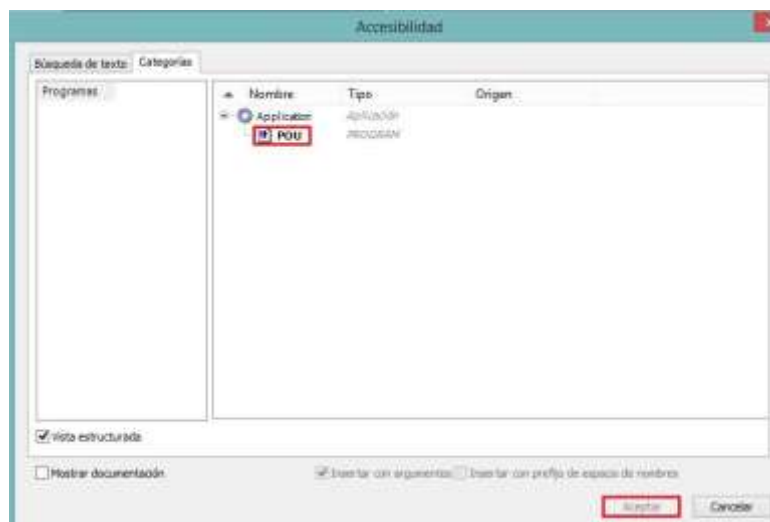 Accesibilidad
Búsqueda de texto Categorías
Programas
Nombre Tipo Origen
Application Aplicación
POU PROGRAM
Vista estructurada
Mostrar documentación Insertar con argumentos Insertar con prefijo de espacio de nombres
Aceptar Cancelar